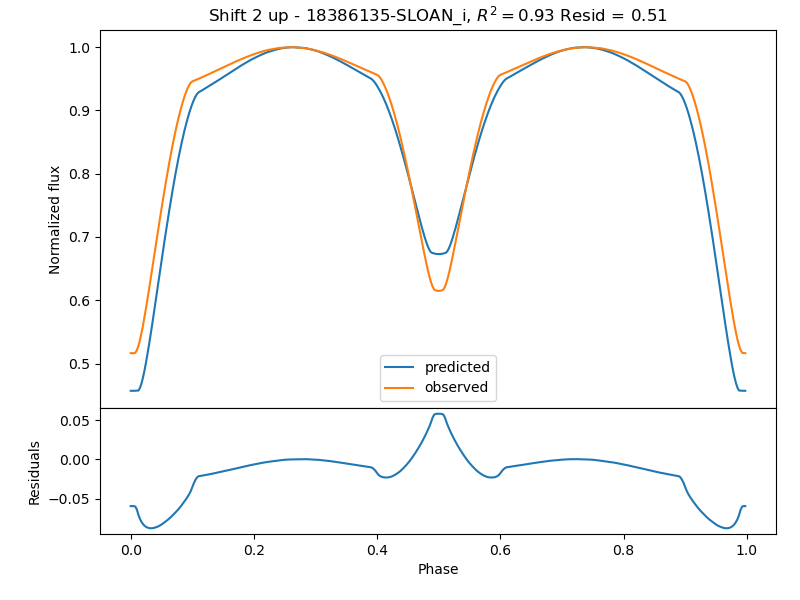 Shift 2 up - 18386135-SLOAN_i, R² = 0.93 Resid = 0.51
Normalized flux
1.0
0.9
0.8
0.7
0.6
0.5
predicted
observed
Residuals
0.05
0.00
−0.05
0.0 0.2 0.4 0.6 0.8 1.0
Phase